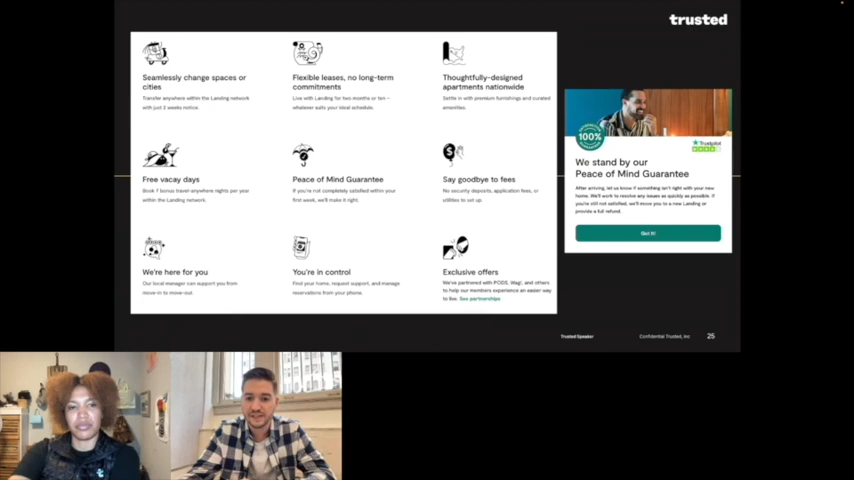 trusted
Seamlessly change spaces or
cities
Transfer anywhere within the Landing network
with just 2 weeks notice.
Flexible leases, no long-term
commitments
Live with Landing for two months or ten –
whatever suits your ideal schedule.
Thoughtfully-designed
apartments nationwide
Settle in with premium furnishings and curated
amenities.
Free vacay days
Book 7 bonus travel-anywhere nights per year
within the Landing network.
Peace of Mind Guarantee
If you're not completely satisfied within your
first week, we'll make it right.
Say goodbye to fees
No security deposits, application fees, or
utilities to set up.
We're here for you
Our local manager can support you from
move-in to move-out.
You're in control
Find your home, request support, and manage
reservations from your phone.
Exclusive offers
We've partnered with PODS, Wag!, and others
to help our members experience an easier way
to live. See partnerships
100%
Trustpilot
We stand by our
Peace of Mind Guarantee
After arriving, let us know if something isn't right with your new
home. We'll work to resolve any issues as quickly as possible. If
you're still not satisfied, we'll move you to a new Landing or
provide a full refund.
Got it!
Trusted Speaker
Confidential Trusted, Inc
25